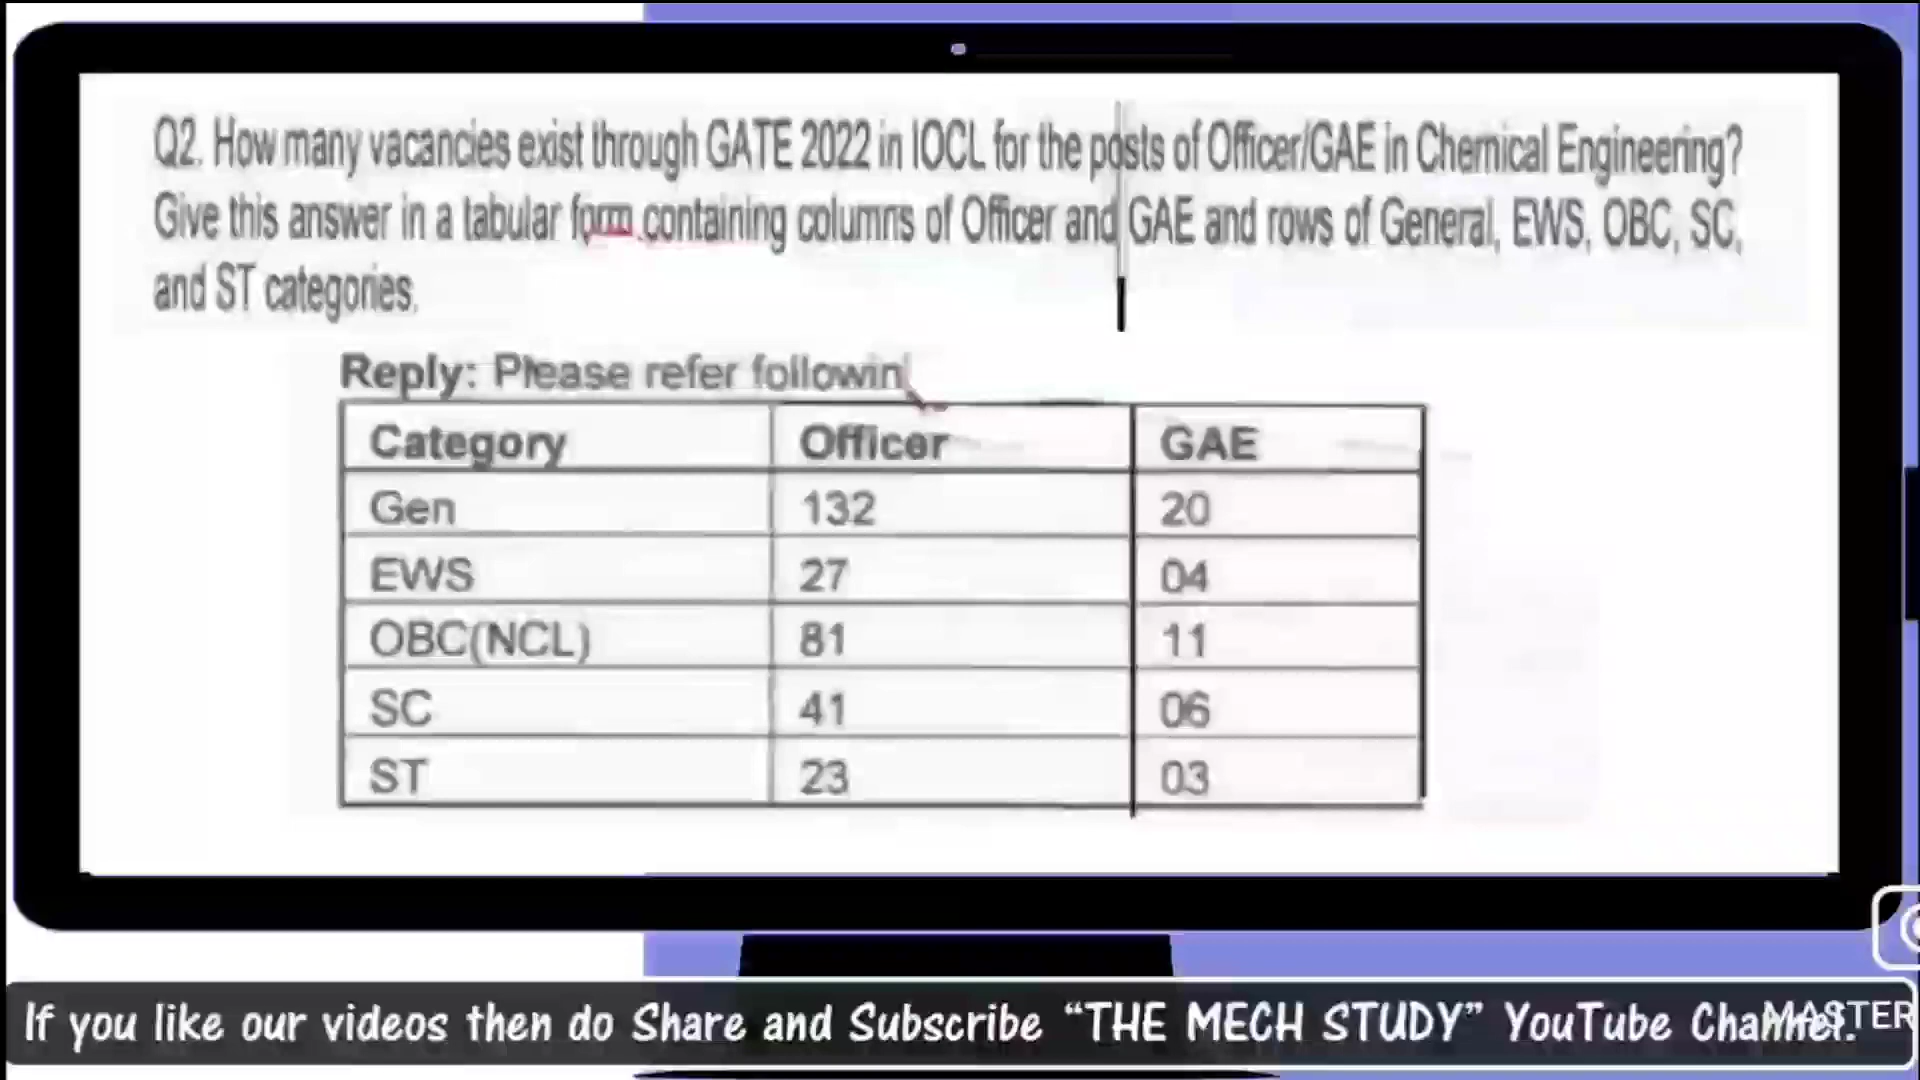 Q2. How many vacancies exist through GATE 2022 in IOCL for the posts of Officer/GAE in Chemical Engineering?
Give this answer in a tabular form containing columns of Officer and GAE and rows of General, EWS, OBC, SC,
and ST categories.
Reply: Please refer followin
Category Officer GAE
Gen 132 20
EWS 27 04
OBC(NCL) 81 11
SC 41 06
ST 23 03
If you like our videos then do Share and Subscribe “THE MECH STUDY” YouTube Channel.
MASTER